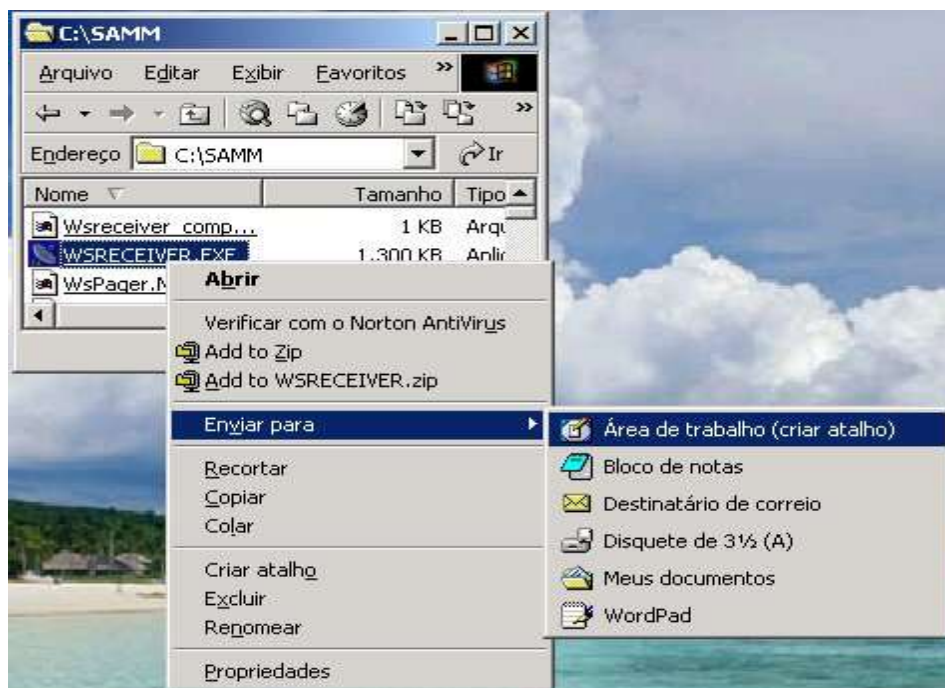 C:\SAMM
Arquivo Editar Exibir Favoritos »
»
Endereço C:\SAMM Ir
Nome Tamanho Tipo
Wsreceiver_comp... 1 KB
WSRECEIVER.EXE 1.300 KB
Abrir
Verificar com o Norton AntiVirus
Add to Zip
Add to WSRECEIVER.zip
Enviar para
Recortar
Copiar
Colar
Criar atalho
Excluir
Renomear
Propriedades
Área de trabalho (criar atalho)
Bloco de notas
Destinatário de correio
Disquete de 3½ (A)
Meus documentos
WordPad